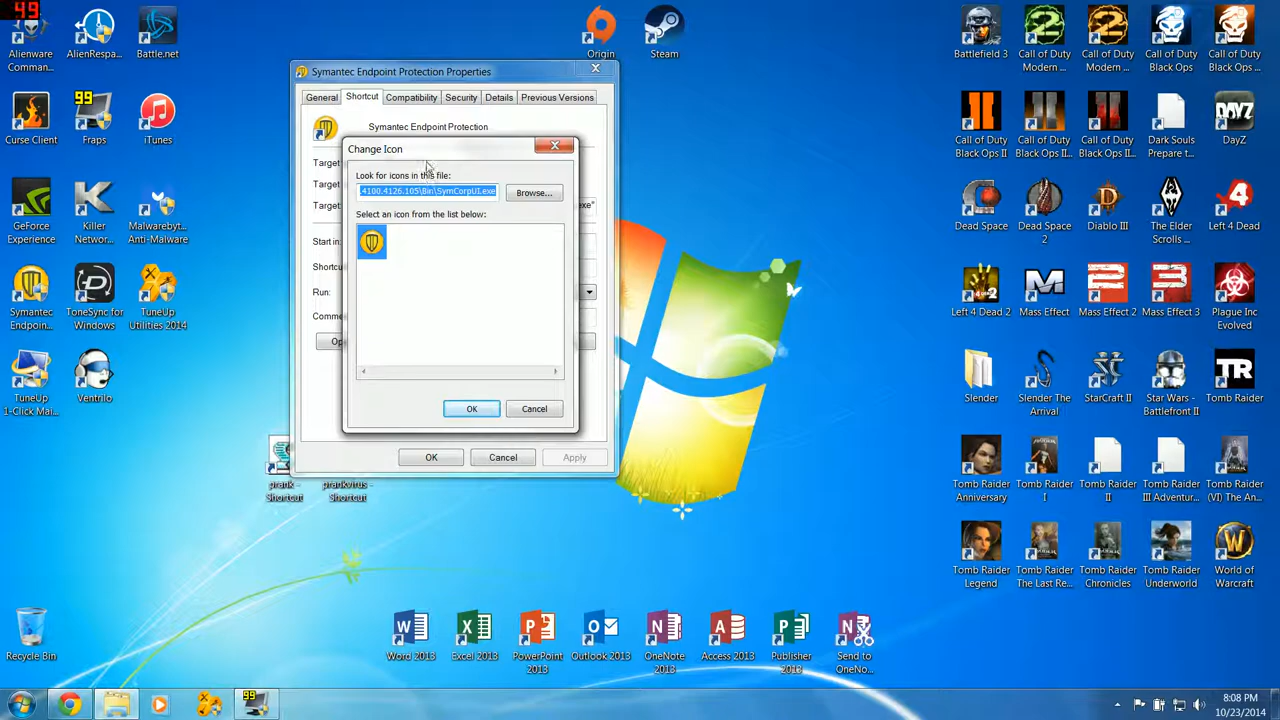 49
Alienware
Comman...
AlienRespa...
Battle.net
Origin
Steam
Battlefield 3
Call of Duty
Modern ...
Call of Duty
Modern ...
Call of Duty
Black Ops
Call of Duty
Black Ops ...
Curse Client
99
Fraps
iTunes
Call of Duty
Black Ops II
Call of Duty
Black Ops II
Call of Duty
Black Ops II
Dark Souls
Prepare t...
DAYZ
DayZ
GeForce
Experience
Killer
Networ...
Malwarebyt...
Anti-Malware
Dead Space
Dead Space
2
Diablo III
The Elder
Scrolls ...
Left 4 Dead
Symantec
Endpoin...
ToneSync for
Windows
TuneUp
Utilities 2014
Left 4 Dead 2
Mass Effect
Mass Effect 2
Mass Effect 3
Plague Inc
Evolved
TuneUp
1-Click Mai...
Ventrilo
Slender
Slender The
Arrival
StarCraft II
Star Wars -
Battlefront II
TR
Tomb Raider
Tomb Raider
Anniversary
Tomb Raider
I
Tomb Raider
II
Tomb Raider
III Adventur...
Tomb Raider
(VI) The An...
Tomb Raider
Legend
Tomb Raider
The Last Re...
Tomb Raider
Chronicles
Tomb Raider
Underworld
World of
Warcraft
Symantec Endpoint Protection Properties
General
Shortcut
Compatibility
Security
Details
Previous Versions
Symantec Endpoint Protection
Target
Target
Target
xe"
Start in:
Shortcu
Run:
Comme
Op
OK
Cancel
Apply
Change Icon
Look for icons in this file:
.4100.4126.105\Bin\SymCorpUI.exe
Browse...
Select an icon from the list below:
OK
Cancel
prank -
Shortcut
prankvirus -
Shortcut
Recycle Bin
Word 2013
Excel 2013
PowerPoint
2013
Outlook 2013
OneNote
2013
Access 2013
Publisher
2013
Send to
OneNo...
99
8:08 PM
10/23/2014